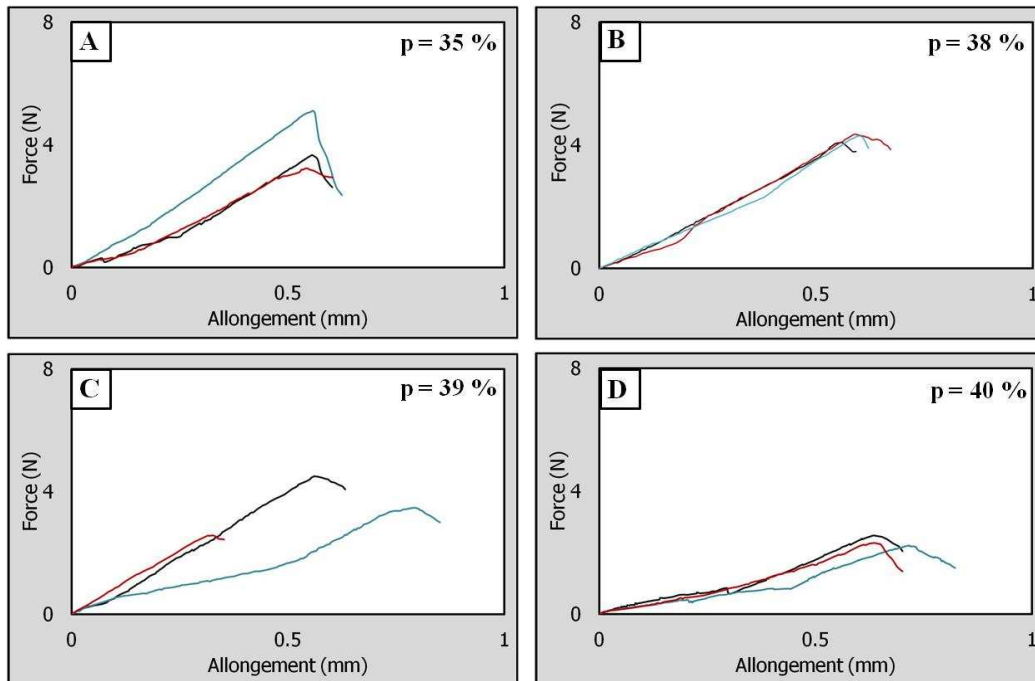 8
A
p = 35 %
Force (N)
4
0
0
0.5
1
Allongement (mm)
8
B
p = 38 %
Force (N)
4
0
0
0.5
1
Allongement (mm)
8
C
p = 39 %
Force (N)
4
0
0
0.5
1
Allongement (mm)
8
D
p = 40 %
Force (N)
4
0
0
0.5
1
Allongement (mm)